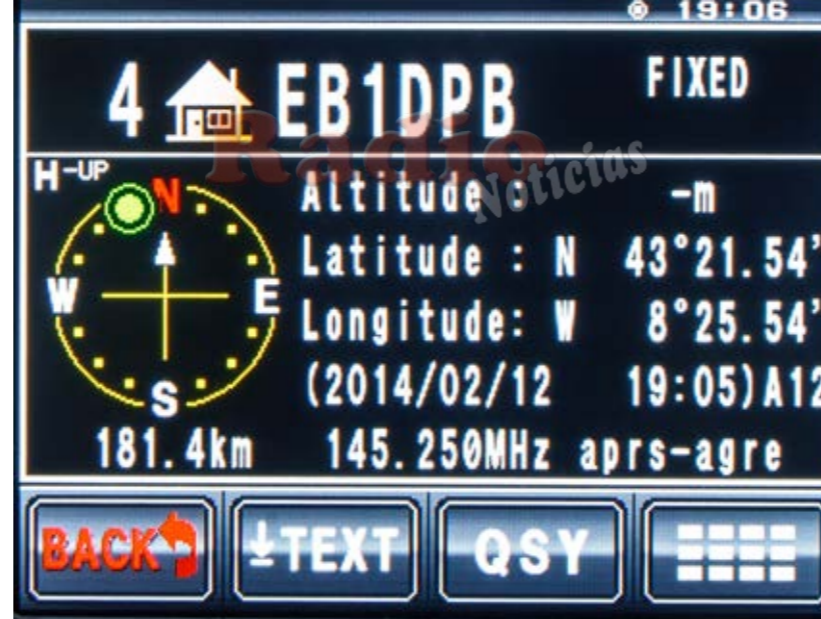 19:06
4 EB1DPB FIXED
Radio
Noticias
H-UP
N
W E
S
Altitude : -m
Latitude : N 43°21.54'
Longitude: W 8°25.54'
(2014/02/12 19:05)A12
181.4km 145.250MHz aprs-agre
BACK TEXT QSY